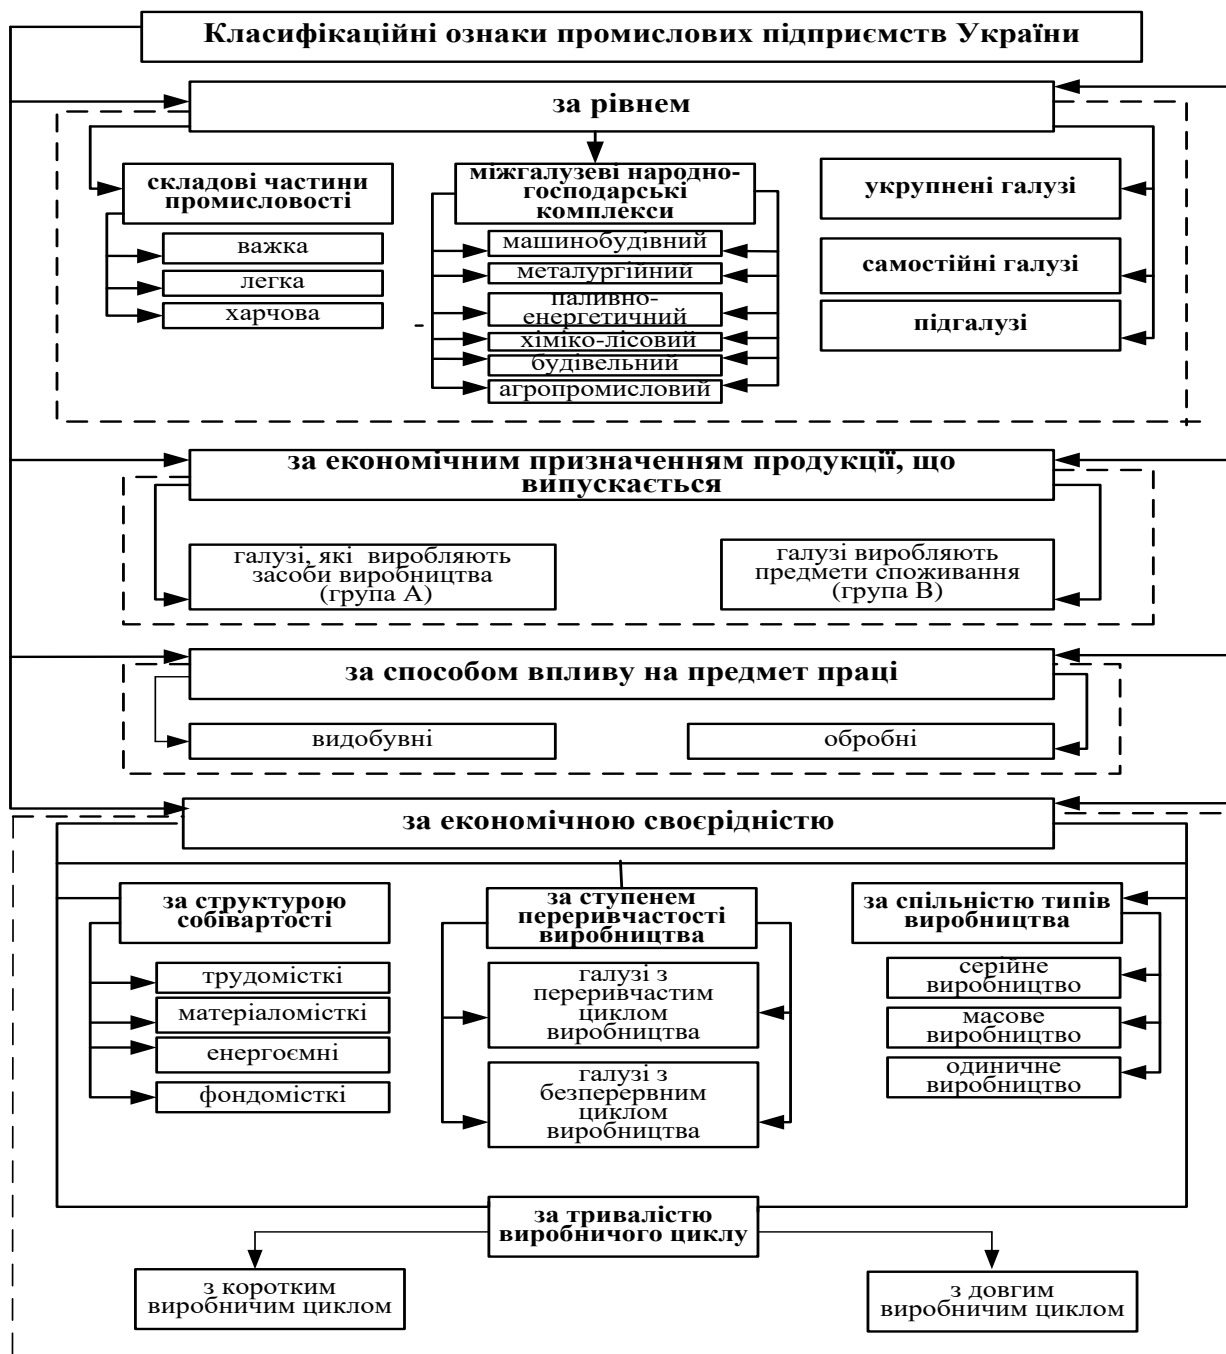 Класифікаційні ознаки промислових підприємств України
за рівнем
складові частини
промисловості
важка
легка
харчова
міжгалузеві народно-
господарські
комплекси
машинобудівний
металургійний
паливно-
енергетичний
хіміко-лісовий
будівельний
агропромисловий
укрупнені галузі
самостійні галузі
підгалузі
за економічним призначенням продукції, що
випускається
галузі, які виробляють
засоби виробництва
(група А)
галузі виробляють
предмети споживання
(група В)
за способом впливу на предмет праці
видобувні
обробні
за економічною своєрідністю
за структурою
собівартості
трудомісткі
матеріаломісткі
енергоємні
фондомісткі
за ступенем
переривчастості
виробництва
галузі з
переривчастим
циклом
виробництва
галузі з
безперервним
циклом
виробництва
за спільністю типів
виробництва
серійне
виробництво
масове
виробництво
одиничне
виробництво
за тривалістю
виробничого циклу
з коротким
виробничим циклом
з довгим
виробничим циклом